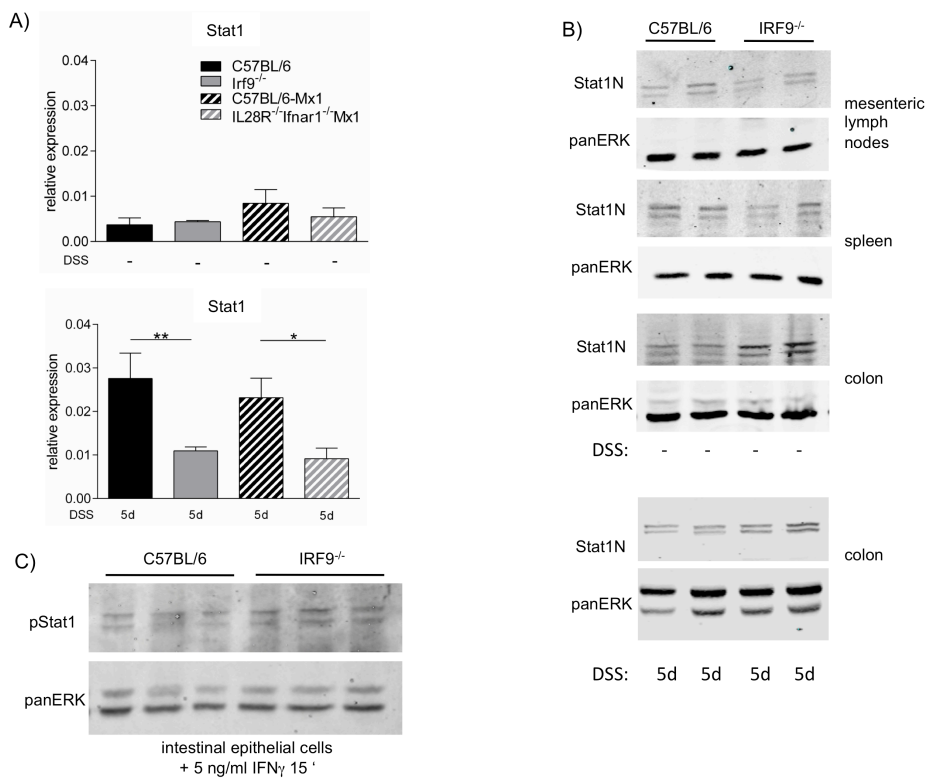 A)
Stat1
C57BL/6
Irf9-/-
C57BL/6-Mx1
IL28R-/-Ifnar1-/-Mx1
relative expression
0.04
0.03
0.02
0.01
0.00
DSS - - - -
Stat1
** *
relative expression
0.04
0.03
0.02
0.01
0.00
DSS 5d 5d 5d 5d
B)
C57BL/6 IRF9-/-
Stat1N
panERK
mesenteric
lymph
nodes
Stat1N
panERK
spleen
Stat1N
panERK
colon
DSS: - - - -
Stat1N
panERK
colon
DSS: 5d 5d 5d 5d
C)
C57BL/6 IRF9-/-
pStat1
panERK
intestinal epithelial cells
+ 5 ng/ml IFNγ 15 ‘